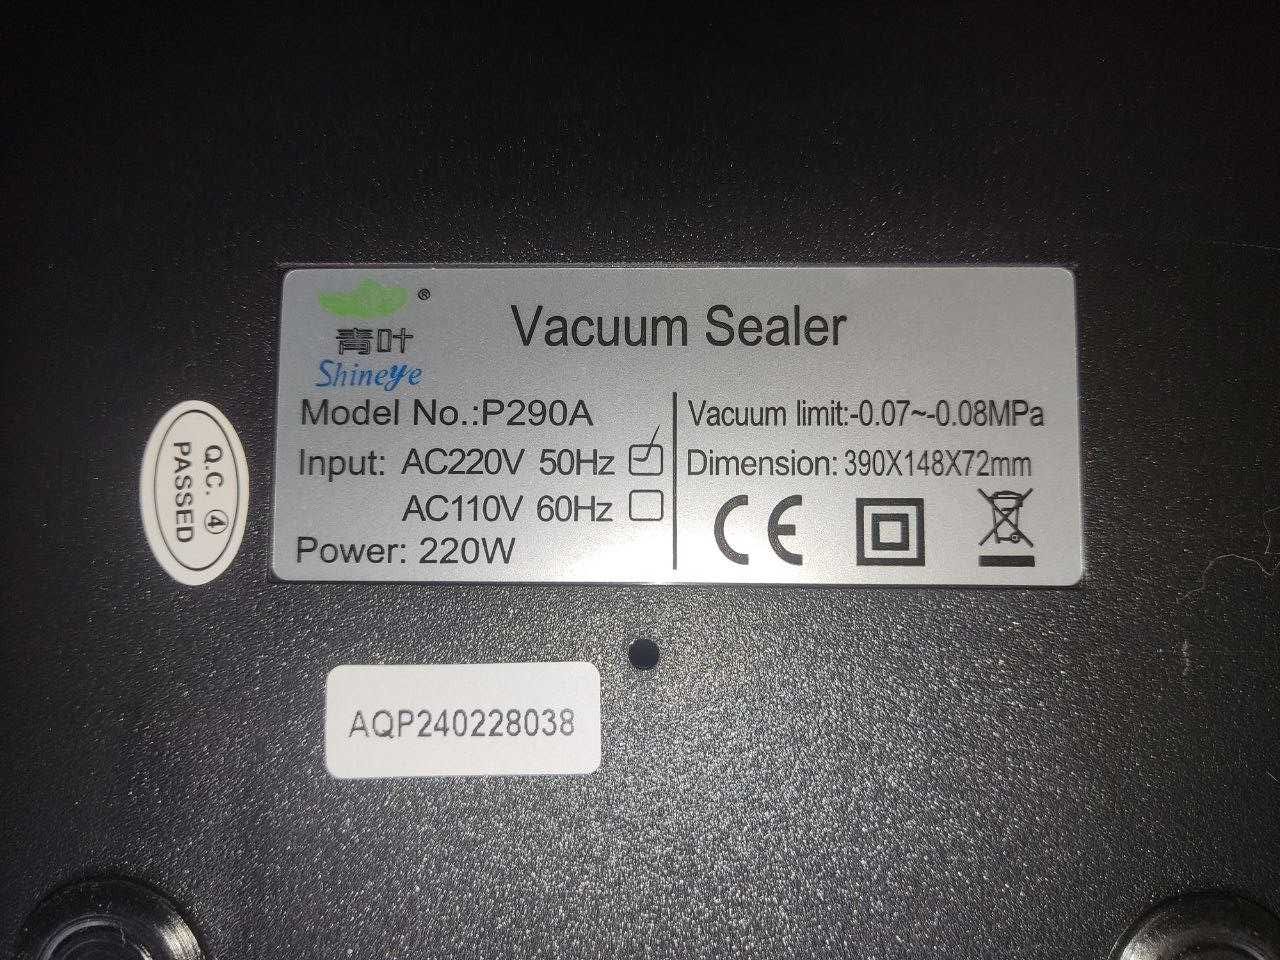 ®
青叶
Shineye
Vacuum Sealer
Model No.:P290A
Input: AC220V 50Hz
AC110V 60Hz
Power: 220W
Vacuum limit:-0.07~-0.08MPa
Dimension: 390X148X72mm
CE
Q.C. ④
PASSED
AQP240228038